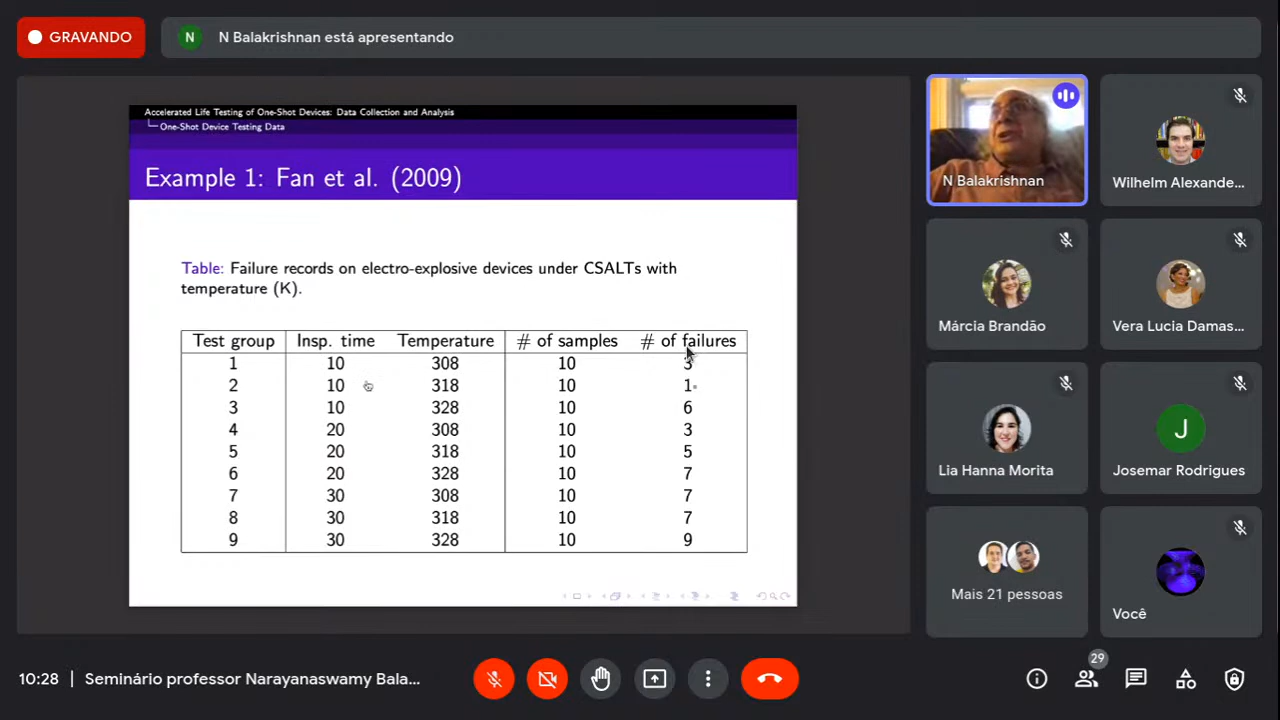 GRAVANDO
N N Balakrishnan está apresentando
Accelerated Life Testing of One-Shot Devices: Data Collection and Analysis
One-Shot Device Testing Data
Example 1: Fan et al. (2009)
Table: Failure records on electro-explosive devices under CSALTs with
temperature (K).
Test group Insp. time Temperature # of samples # of failures
1 10 308 10 3
2 10 318 10 1
3 10 328 10 6
4 20 308 10 3
5 20 318 10 5
6 20 328 10 7
7 30 308 10 7
8 30 318 10 7
9 30 328 10 9
N Balakrishnan
Wilhelm Alexande...
Márcia Brandão
Vera Lucia Damas...
Lia Hanna Morita
J
Josemar Rodrigues
Mais 21 pessoas
Você
10:28 | Seminário professor Narayanaswamy Bala...
29